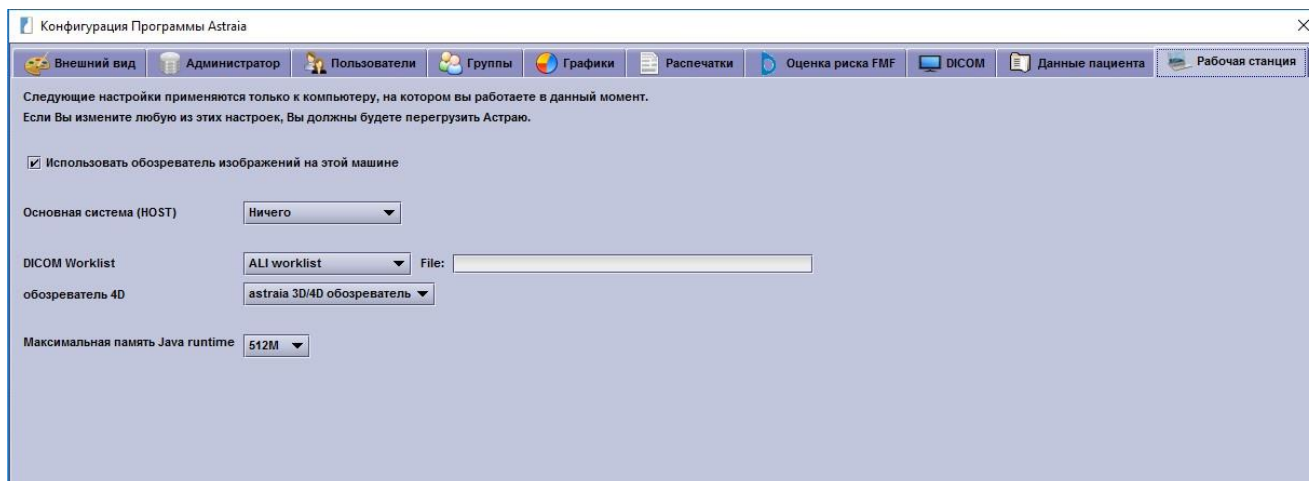 Конфигурация Программы Astraia
Внешний вид Администратор Пользователи Группы Графики Распечатки Оценка риска FMF DICOM Данные пациента Рабочая станция
Следующие настройки применяются только к компьютеру, на котором вы работаете в данный момент.
Если Вы измените любую из этих настроек, Вы должны будете перегрузить Астраю.
Использовать обозреватель изображений на этой машине
Основная система (HOST) Ничего
DICOM Worklist ALI worklist File:
обозреватель 4D astraia 3D/4D обозреватель
Максимальная память Java runtime 512M